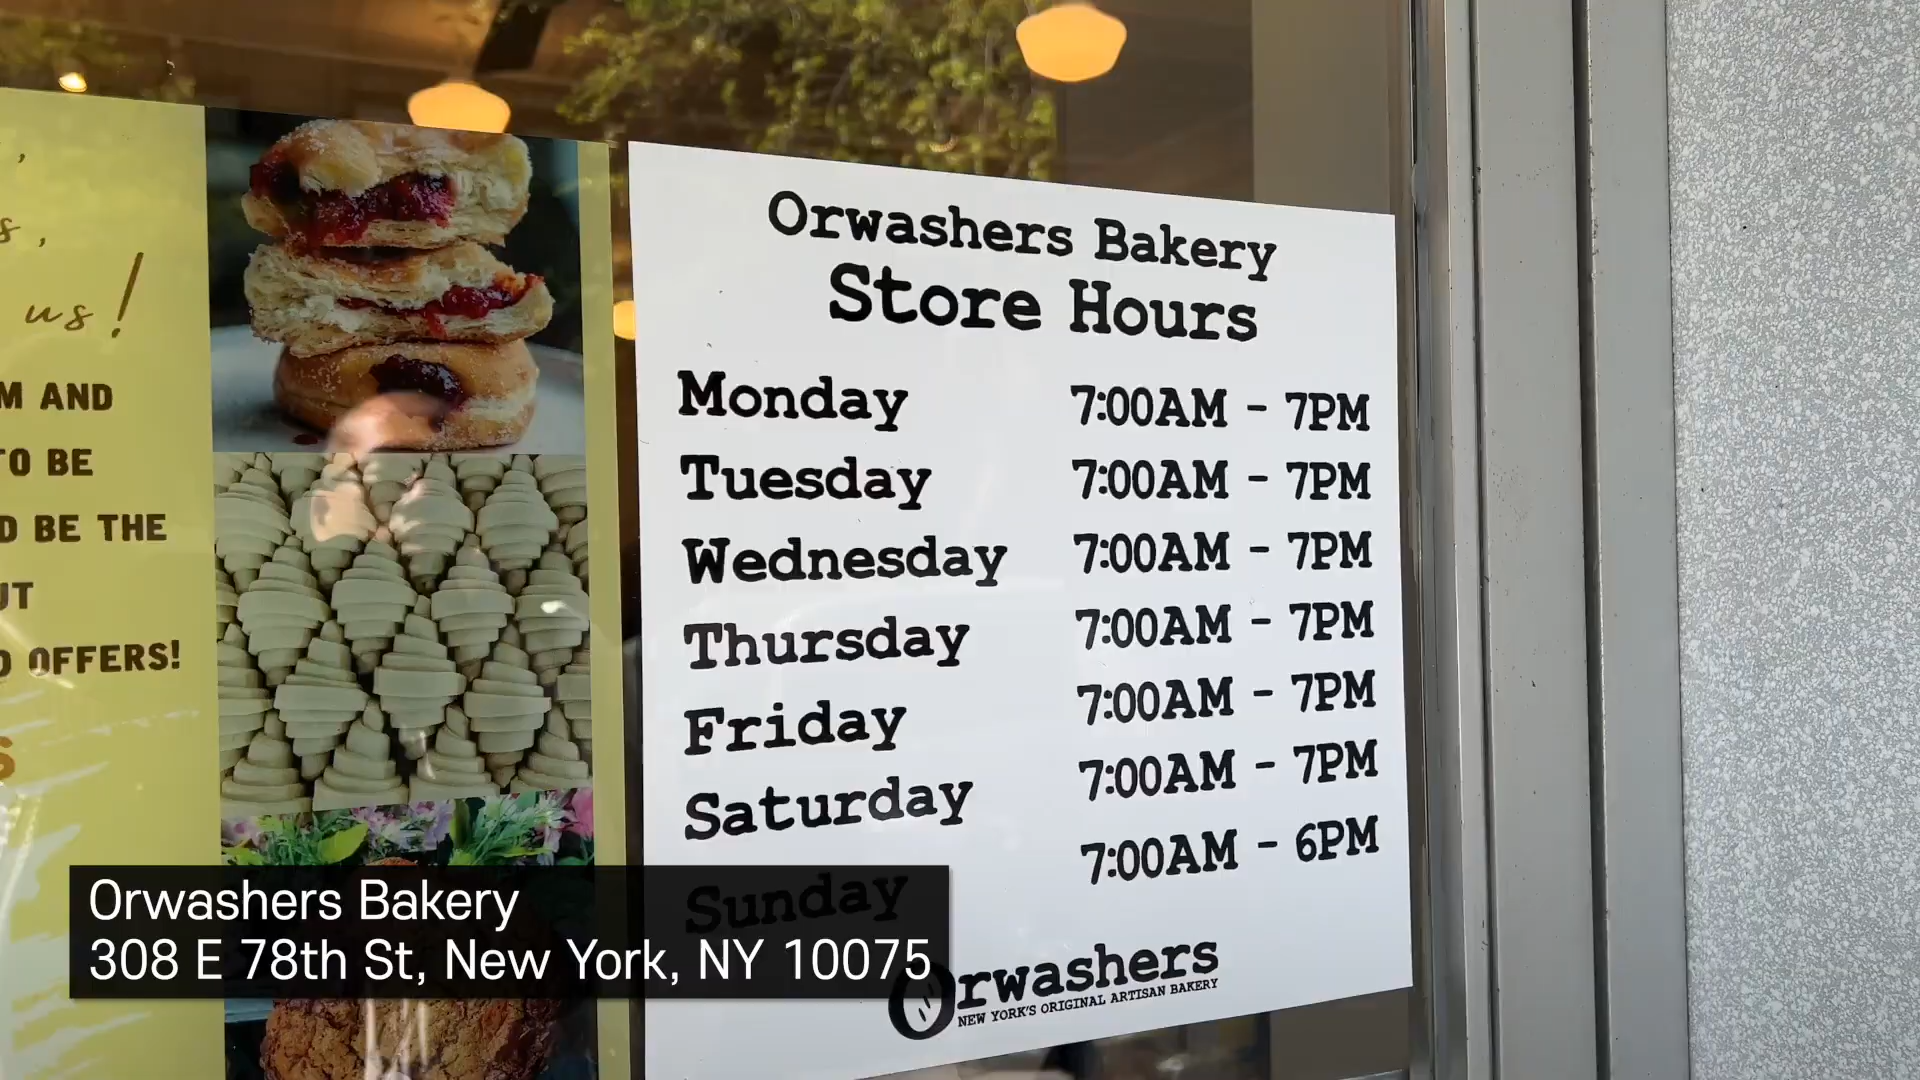 s,
us!
M AND
TO BE
D BE THE
UT
D OFFERS!
S
Orwashers Bakery
Store Hours
Monday 7:00AM - 7PM
Tuesday 7:00AM - 7PM
Wednesday 7:00AM - 7PM
Thursday 7:00AM - 7PM
Friday 7:00AM - 7PM
Saturday 7:00AM - 7PM
Sunday 7:00AM - 6PM
Orwashers
NEW YORK'S ORIGINAL ARTISAN BAKERY
Orwashers Bakery
308 E 78th St, New York, NY 10075